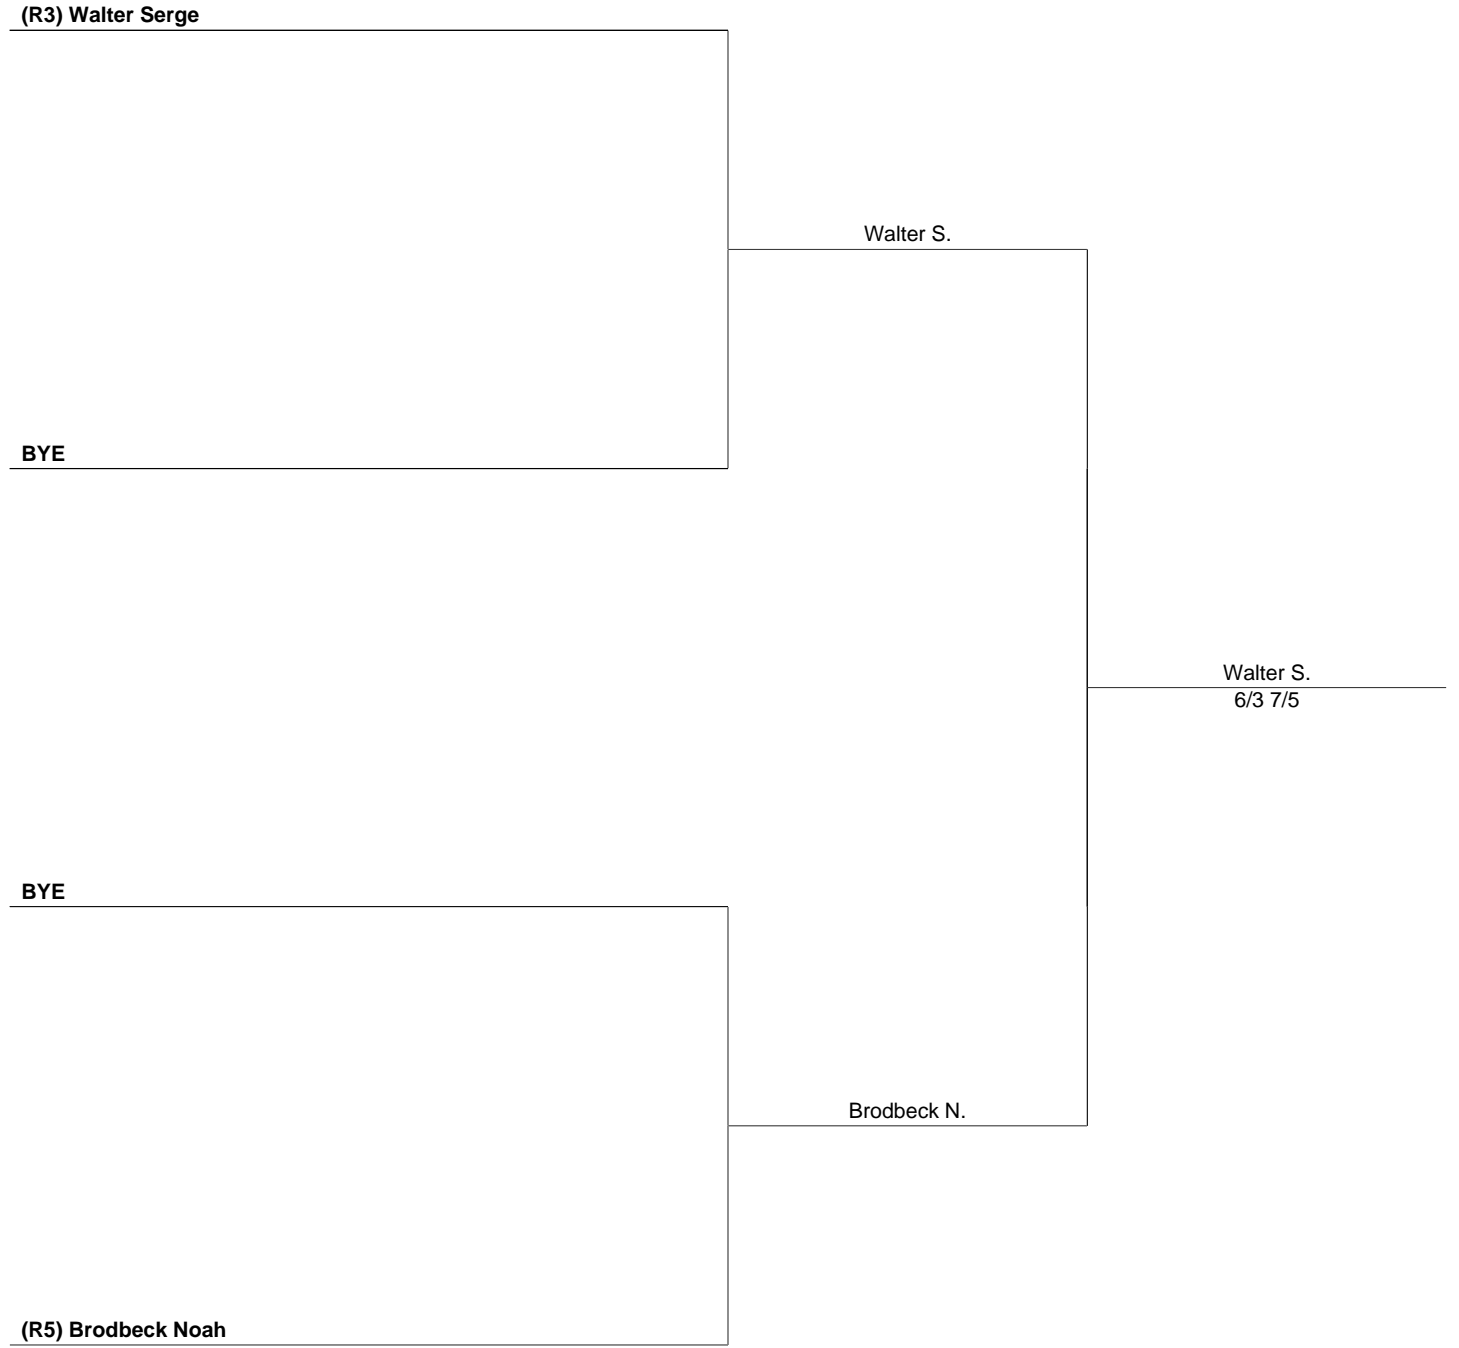 (R3) Walter Serge
Walter S.
BYE
Walter S.
6/3 7/5
BYE
Brodbeck N.
(R5) Brodbeck Noah